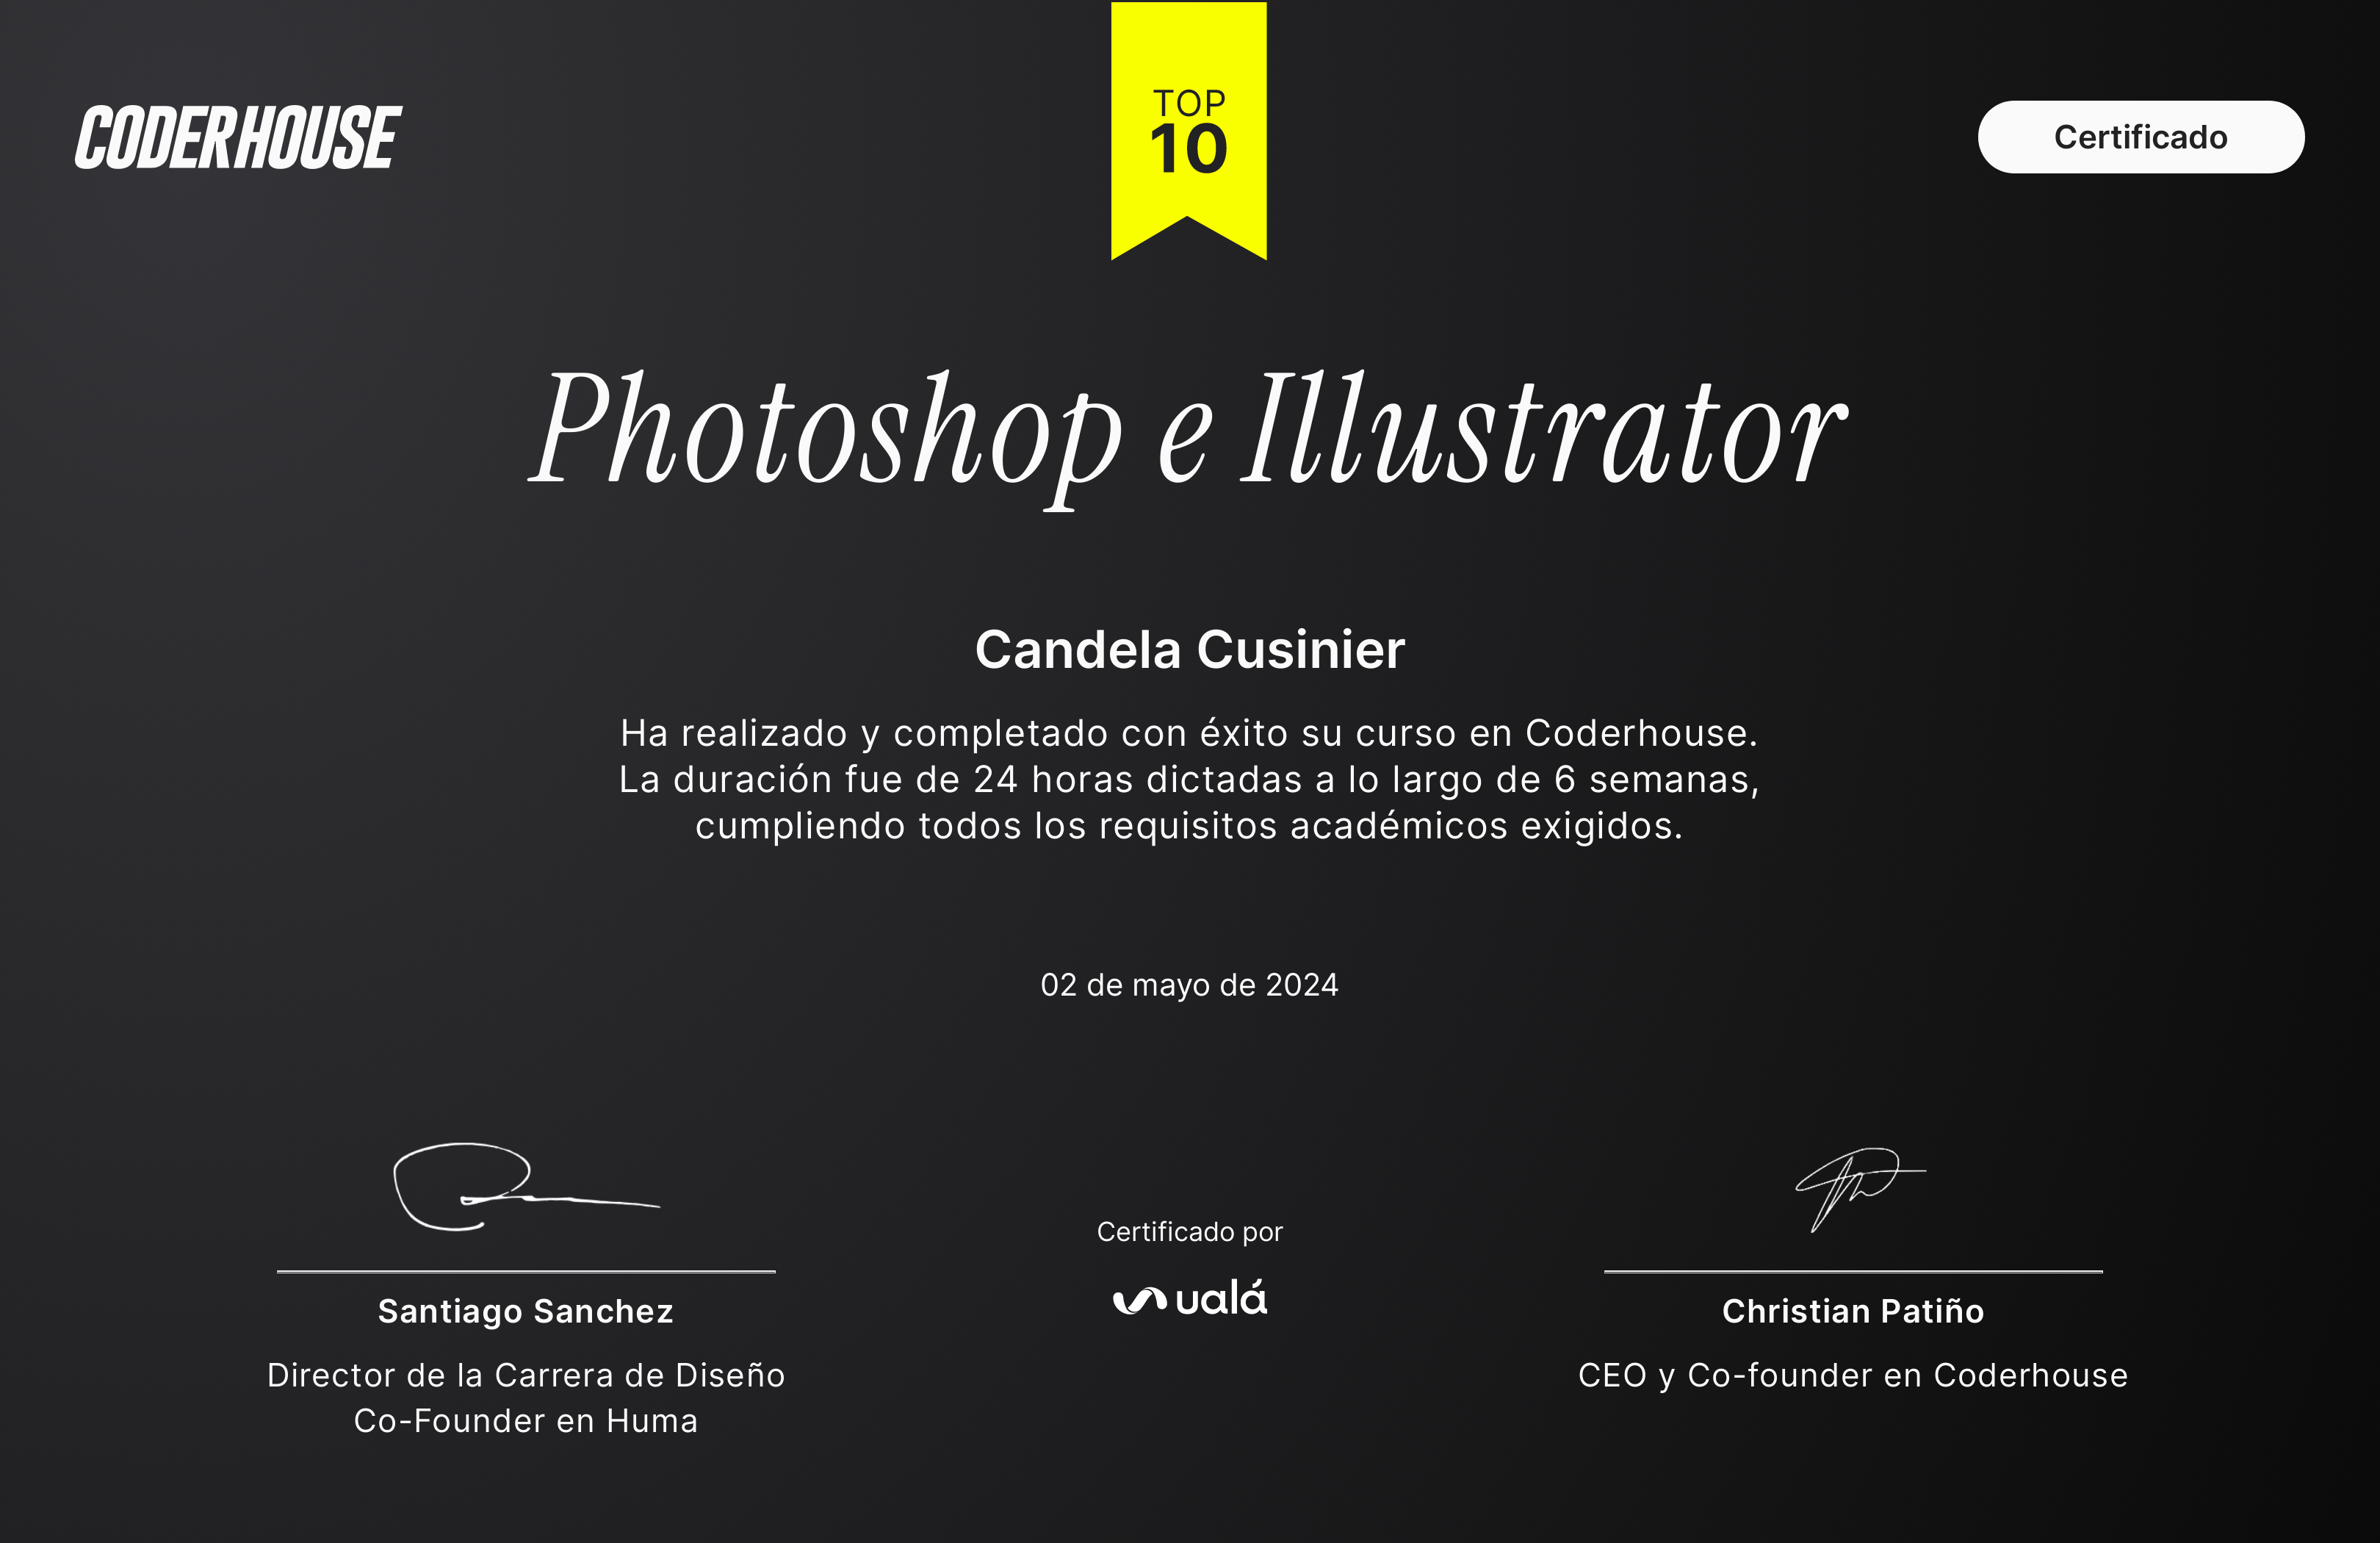 CODERHOUSE
TOP
10
Certificado
Photoshop e Illustrator
Candela Cusinier
Ha realizado y completado con éxito su curso en Coderhouse.
La duración fue de 24 horas dictadas a lo largo de 6 semanas,
cumpliendo todos los requisitos académicos exigidos.
02 de mayo de 2024
Santiago Sanchez
Director de la Carrera de Diseño
Co-Founder en Huma
Certificado por
ualá
Christian Patiño
CEO y Co-founder en Coderhouse